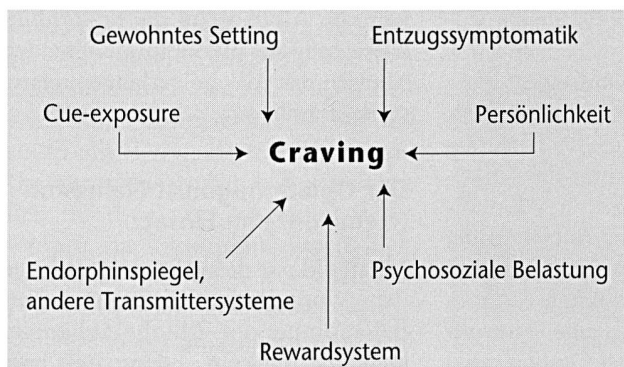 Gewohntes Setting
Entzugssymptomatik
Cue-exposure
Persönlichkeit
Craving
Endorphinspiegel,
andere Transmittersysteme
Psychosoziale Belastung
Rewardsystem